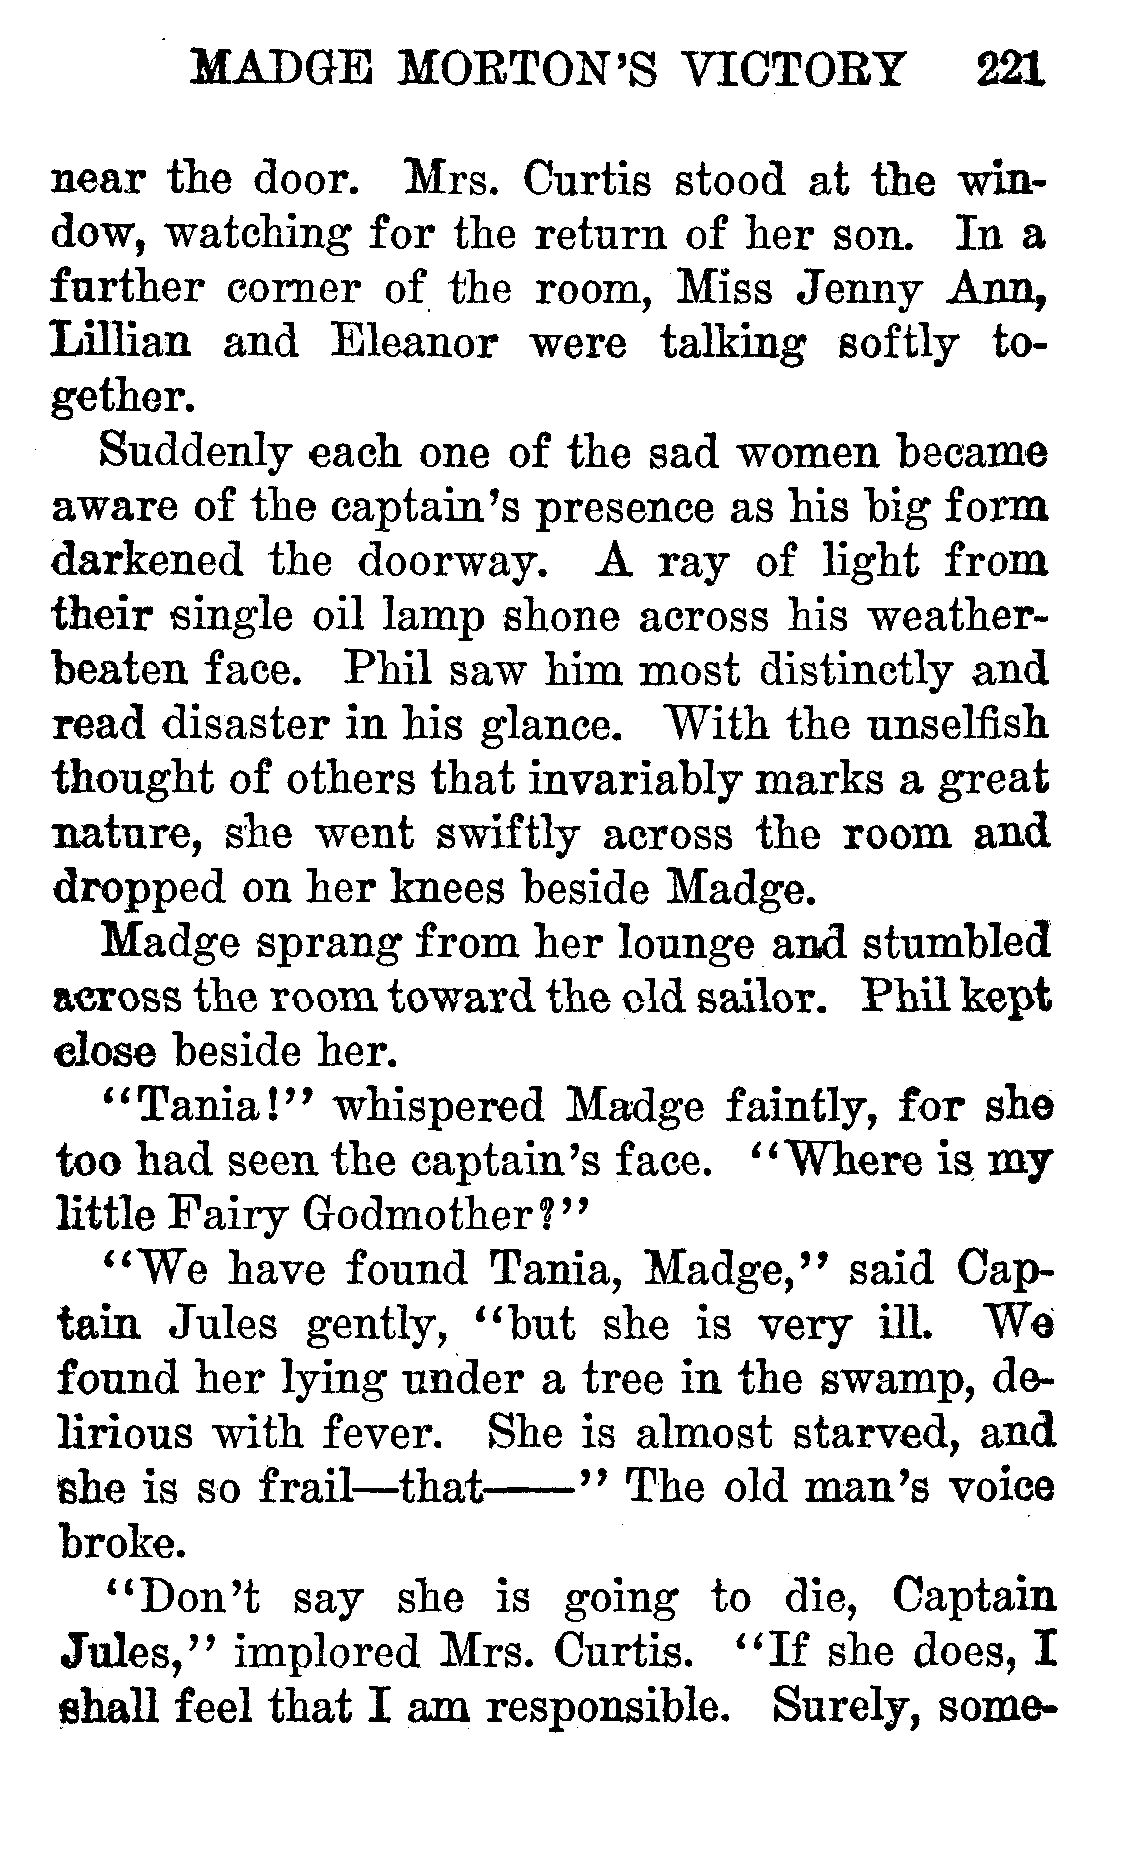 MADGE MORTON'S VICTORY 221
near the door. Mrs. Curtis stood at the win-
dow, watching for the return of her son. In a
further corner of the room, Miss Jenny Ann,
Lillian and Eleanor were talking softly to-
gether.
Suddenly each one of the sad women became
aware of the captain's presence as his big form
darkened the doorway. A ray of light from
their single oil lamp shone across his weather-
beaten face. Phil saw him most distinctly and
read disaster in his glance. With the unselfish
thought of others that invariably marks a great
nature, she went swiftly across the room and
dropped on her knees beside Madge.
Madge sprang from her lounge and stumbled
across the room toward the old sailor. Phil kept
close beside her.
"Tania!" whispered Madge faintly, for she
too had seen the captain's face. "Where is my
little Fairy Godmother?"
"We have found Tania, Madge," said Cap-
tain Jules gently, "but she is very ill. We
found her lying under a tree in the swamp, de-
lirious with fever. She is almost starved, and
she is so frail—that——" The old man's voice
broke.
"Don't say she is going to die, Captain
Jules," implored Mrs. Curtis. "If she does, I
shall feel that I am responsible. Surely, some-